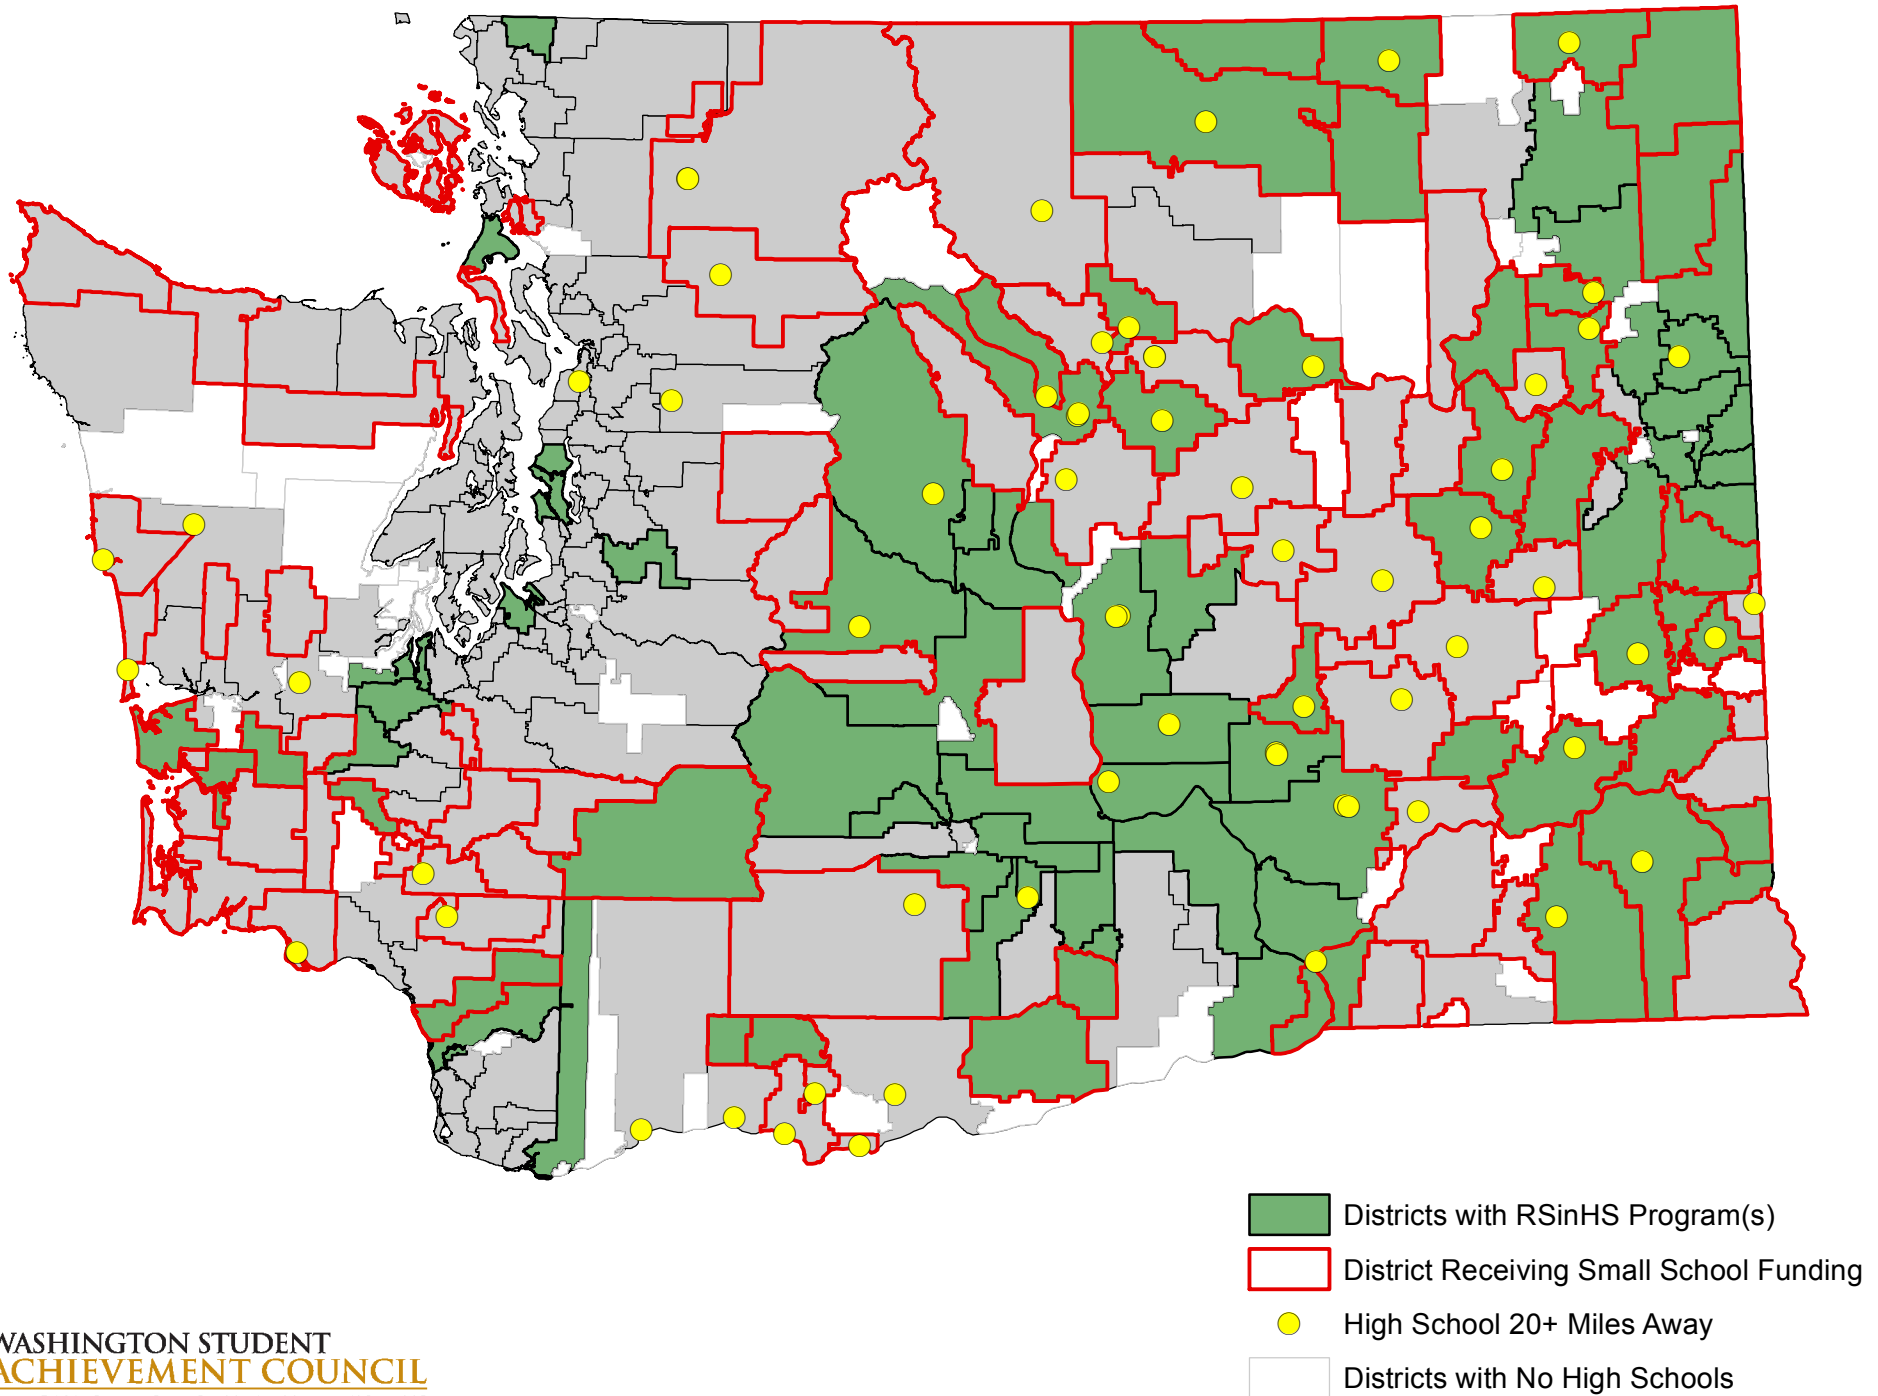 Districts with RSinHS Program(s)
District Receiving Small School Funding
High School 20+ Miles Away
Districts with No High Schools
WASHINGTON STUDENT
ACHIEVEMENT COUNCIL